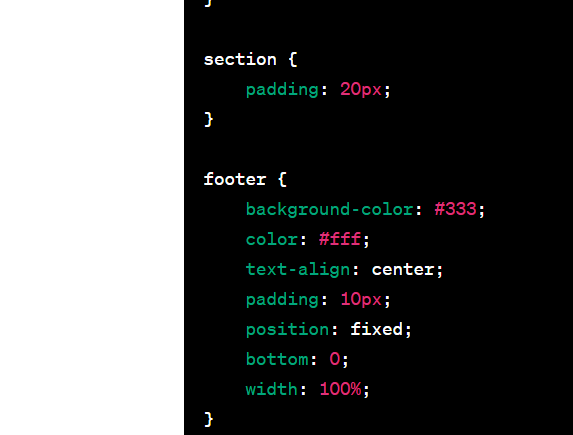 }
section {
padding: 20px;
}
footer {
background-color: #333;
color: #fff;
text-align: center;
padding: 10px;
position: fixed;
bottom: 0;
width: 100%;
}